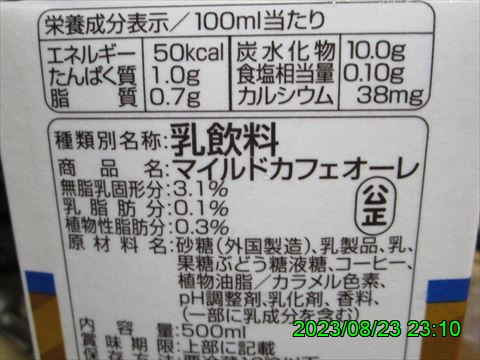 栄養成分表示/100ml当たり
エネルギー 50kcal 炭水化物 10.0g
たんぱく質 1.0g 食塩相当量 0.10g
脂質 0.7g カルシウム 38mg
種類別名称:乳飲料
商品名:マイルドカフェオーレ
無脂乳固形分:3.1%
乳脂肪分:0.1%
植物性脂肪分:0.3%
公正
原材料名:砂糖(外国製造)、乳製品、乳、
果糖ぶどう糖液糖、コーヒー、
植物油脂/カラメル色素、
pH調整剤、乳化剤、香料、
(一部に乳成分を含む)
内容量:500ml
賞味期限:上部に記載
2023/08/23 23:10